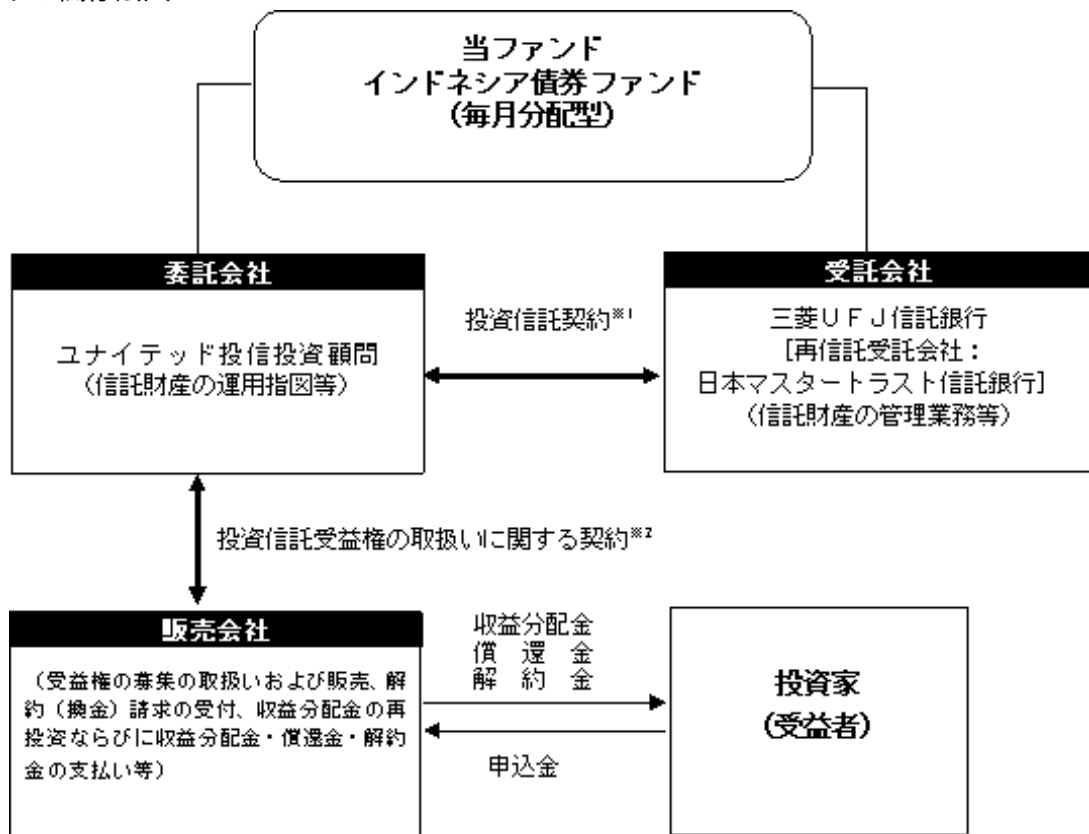 当ファンド
インドネシア債券ファンド
(毎月分配型)
委託会社
ユナイテッド投信投資顧問
(信託財産の運用指図等)
投資信託契約※1
受託会社
三菱UFJ信託銀行
[再信託受託会社:
日本マスタートラスト信託銀行]
(信託財産の管理業務等)
投資信託受益権の取扱いに関する契約※2
販売会社
(受益権の募集の取扱いおよび販売、解
約(換金)請求の受付、収益分配金の再
投資ならびに収益分配金・償還金・解約
金の支払い等)
収益分配金
償 還 金
解 約 金
申込金
投資家
(受益者)